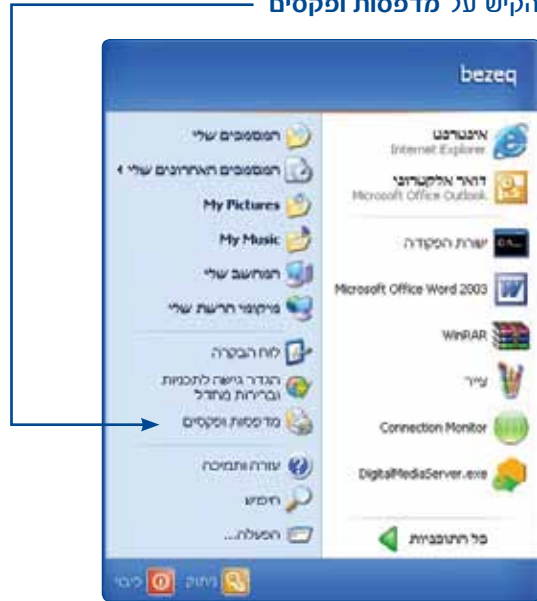 הקיש על מדפסות ופקסים
bezeq
אינטרנט
Internet Explorer
דואר אלקטרוני
Microsoft Office Outlook
שורת הפקודה
Microsoft Office Word 2003
WinRAR
צייר
Connection Monitor
DigitalMediaServer.exe
כל התוכניות
המסמכים שלי
המסמכים האחרונים שלי
My Pictures
My Music
המחשב שלי
מיקומי הרשת שלי
לוח הבקרה
הגדר גישה לתכניות
וברירות מחדל
מדפסות ופקסים
עזרה ותמיכה
חיפוש
הפעלה...
ניתוק
כיבוי